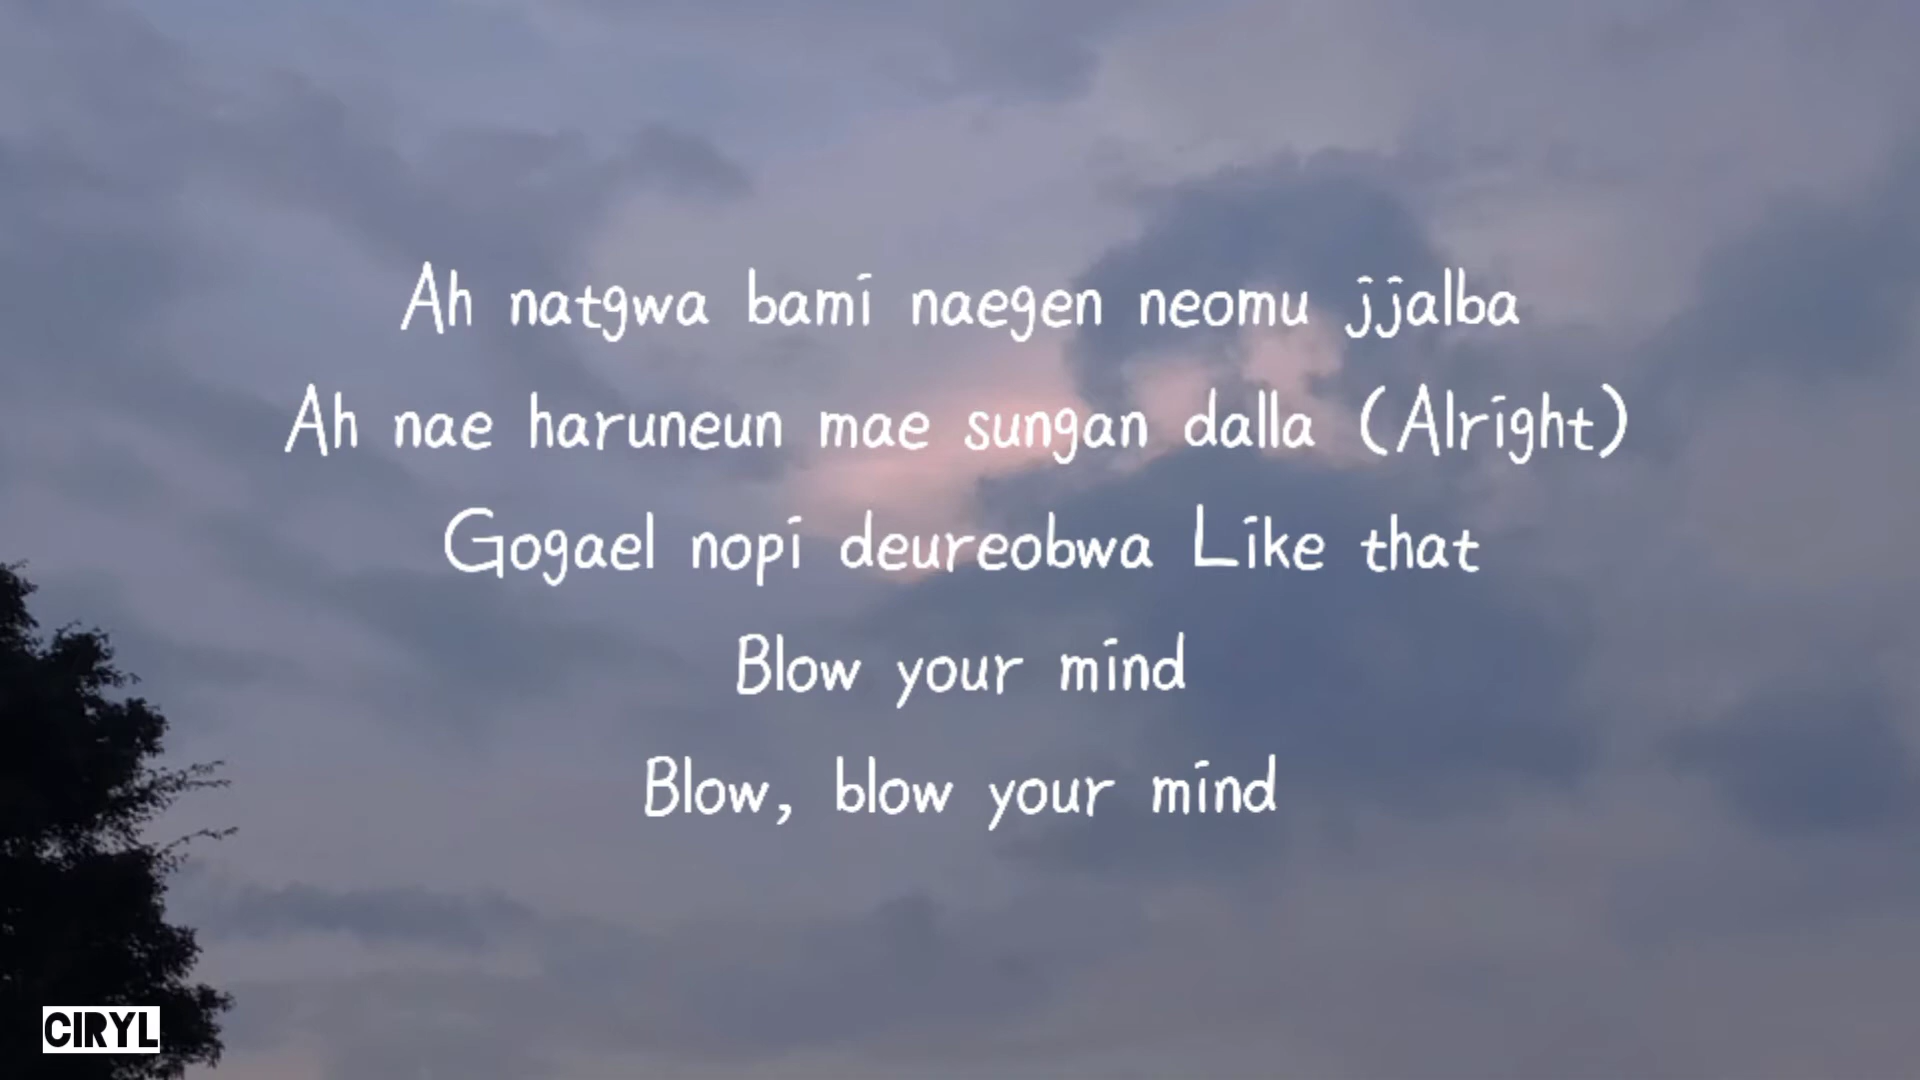 Ah natgwa bami naegen neomu jjalba
Ah nae haruneun mae sungan dalla (Alright)
Gogael nopi deureobwa Like that
Blow your mind
Blow, blow your mind
CIRYL